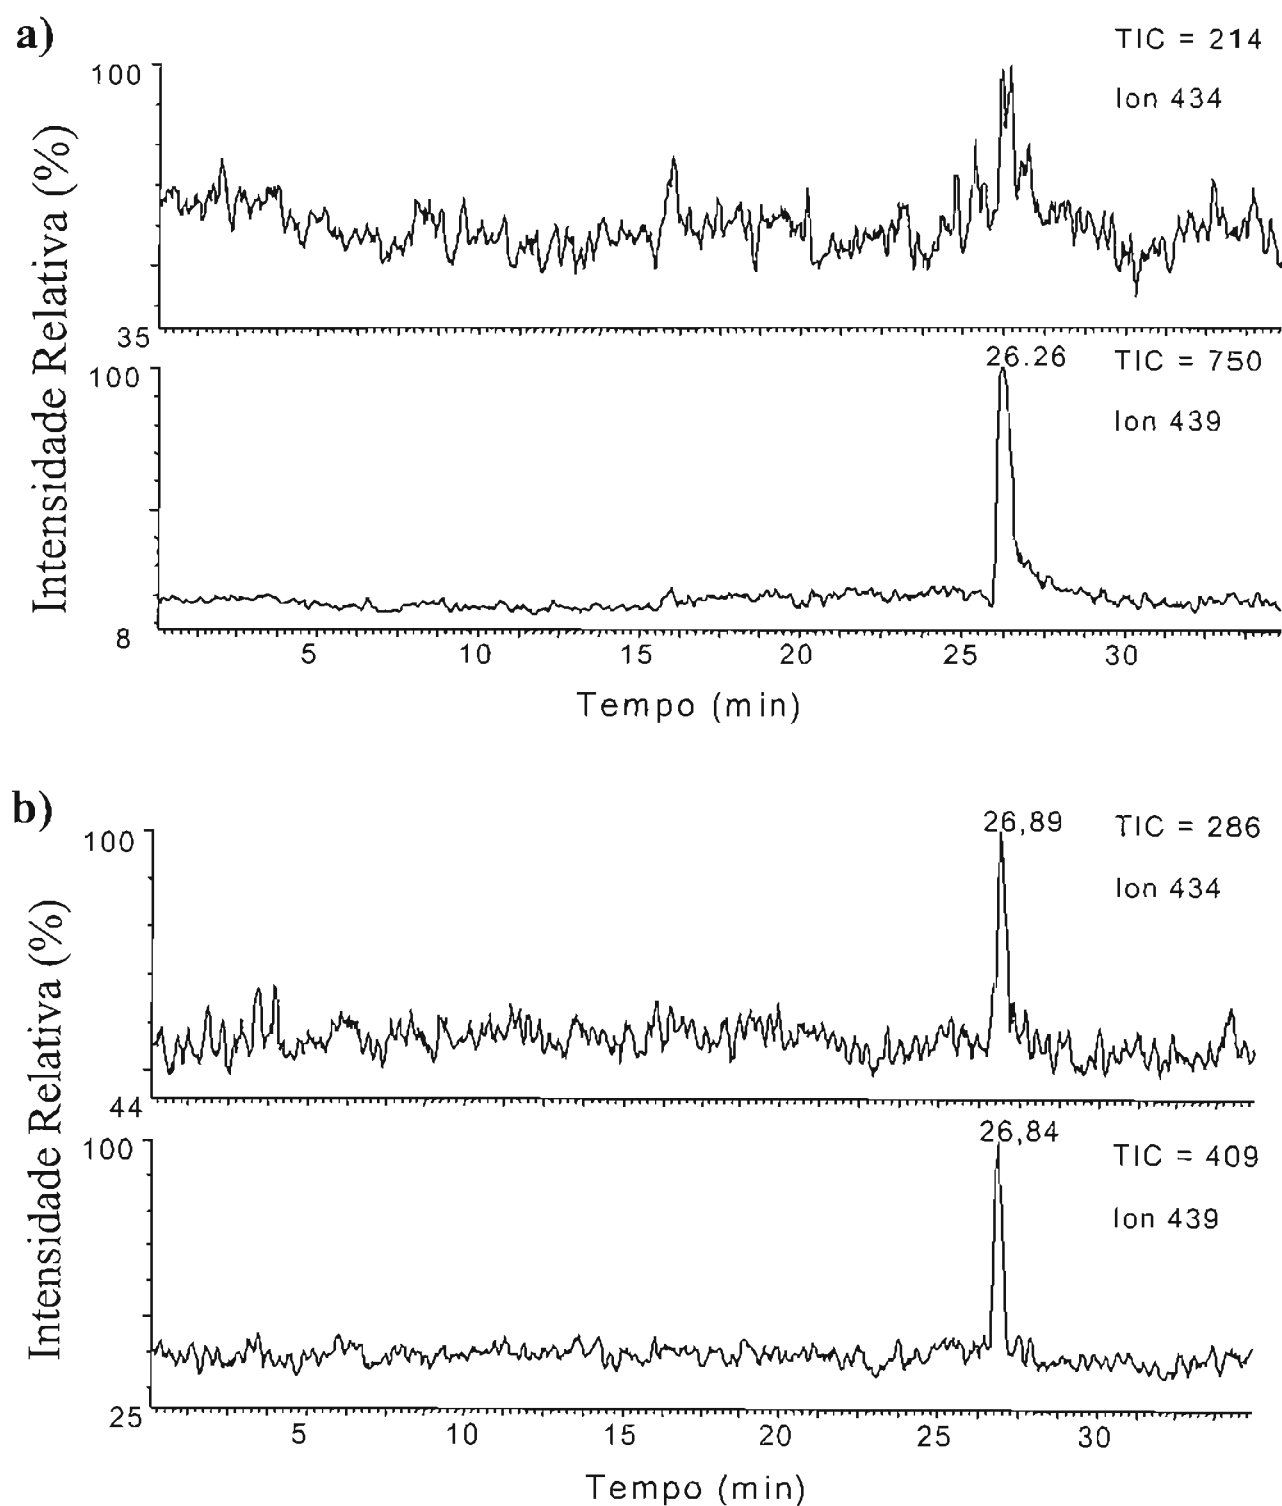 a)
TIC = 214
Ion 434
100
35
Intensidade Relativa (%)
26.26
TIC = 750
Ion 439
100
8
5 10 15 20 25 30
Tempo (min)
b)
26,89
TIC = 286
Ion 434
100
44
Intensidade Relativa (%)
26,84
TIC = 409
Ion 439
100
25
5 10 15 20 25 30
Tempo (min)